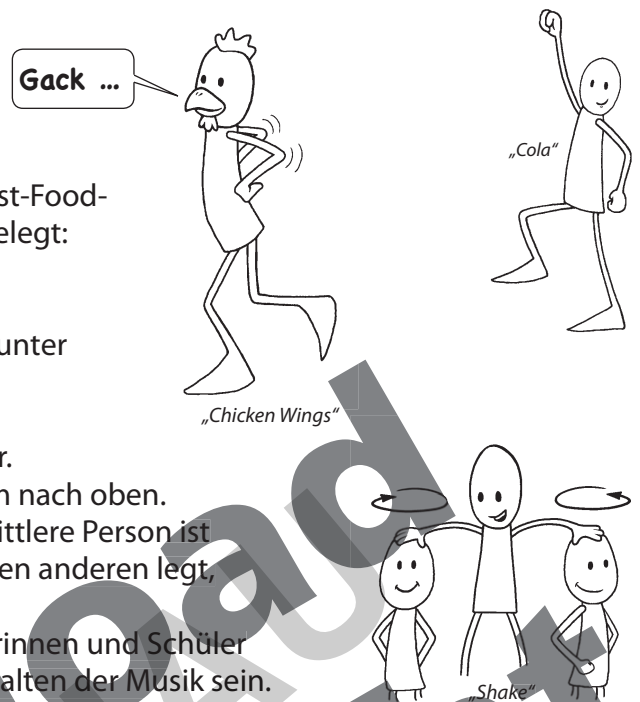 Gack ...
„Cola“
st-Food-
elegt:
unter
„Chicken Wings“
r.
n nach oben.
ittlere Person ist
en anderen legt,
rinnen und Schüler
alten der Musik sein.
„Shake“